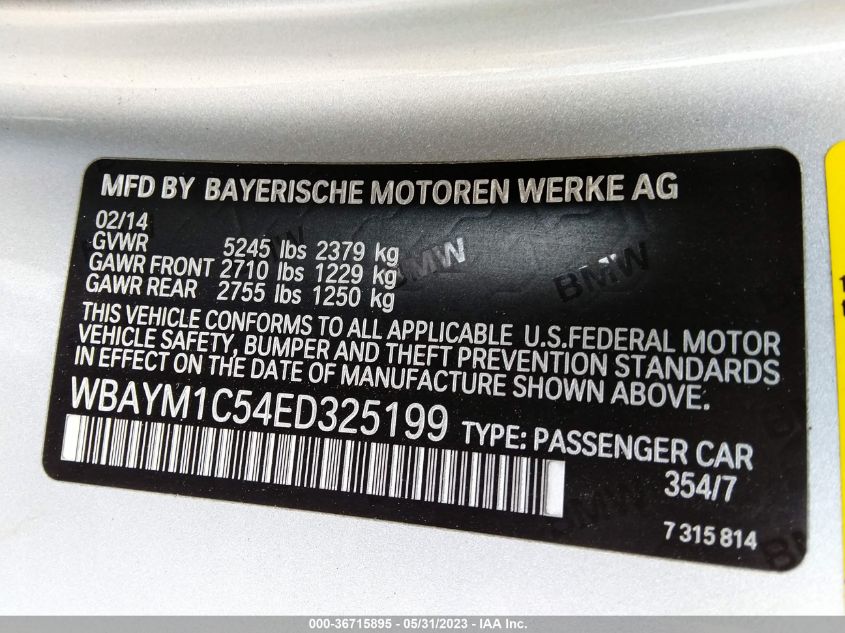 MFD BY BAYERISCHE MOTOREN WERKE AG
02/14
GVWR 5245 lbs 2379 kg
GAWR FRONT 2710 lbs 1229 kg
GAWR REAR 2755 lbs 1250 kg
BMW
BMW
THIS VEHICLE CONFORMS TO ALL APPLICABLE U.S.FEDERAL MOTOR
VEHICLE SAFETY, BUMPER AND THEFT PREVENTION STANDARDS
IN EFFECT ON THE DATE OF MANUFACTURE SHOWN ABOVE.
WBAYM1C54ED325199 TYPE: PASSENGER CAR
354/7
BMW
7 315 814
000-36715895 - 05/31/2023 - IAA Inc.